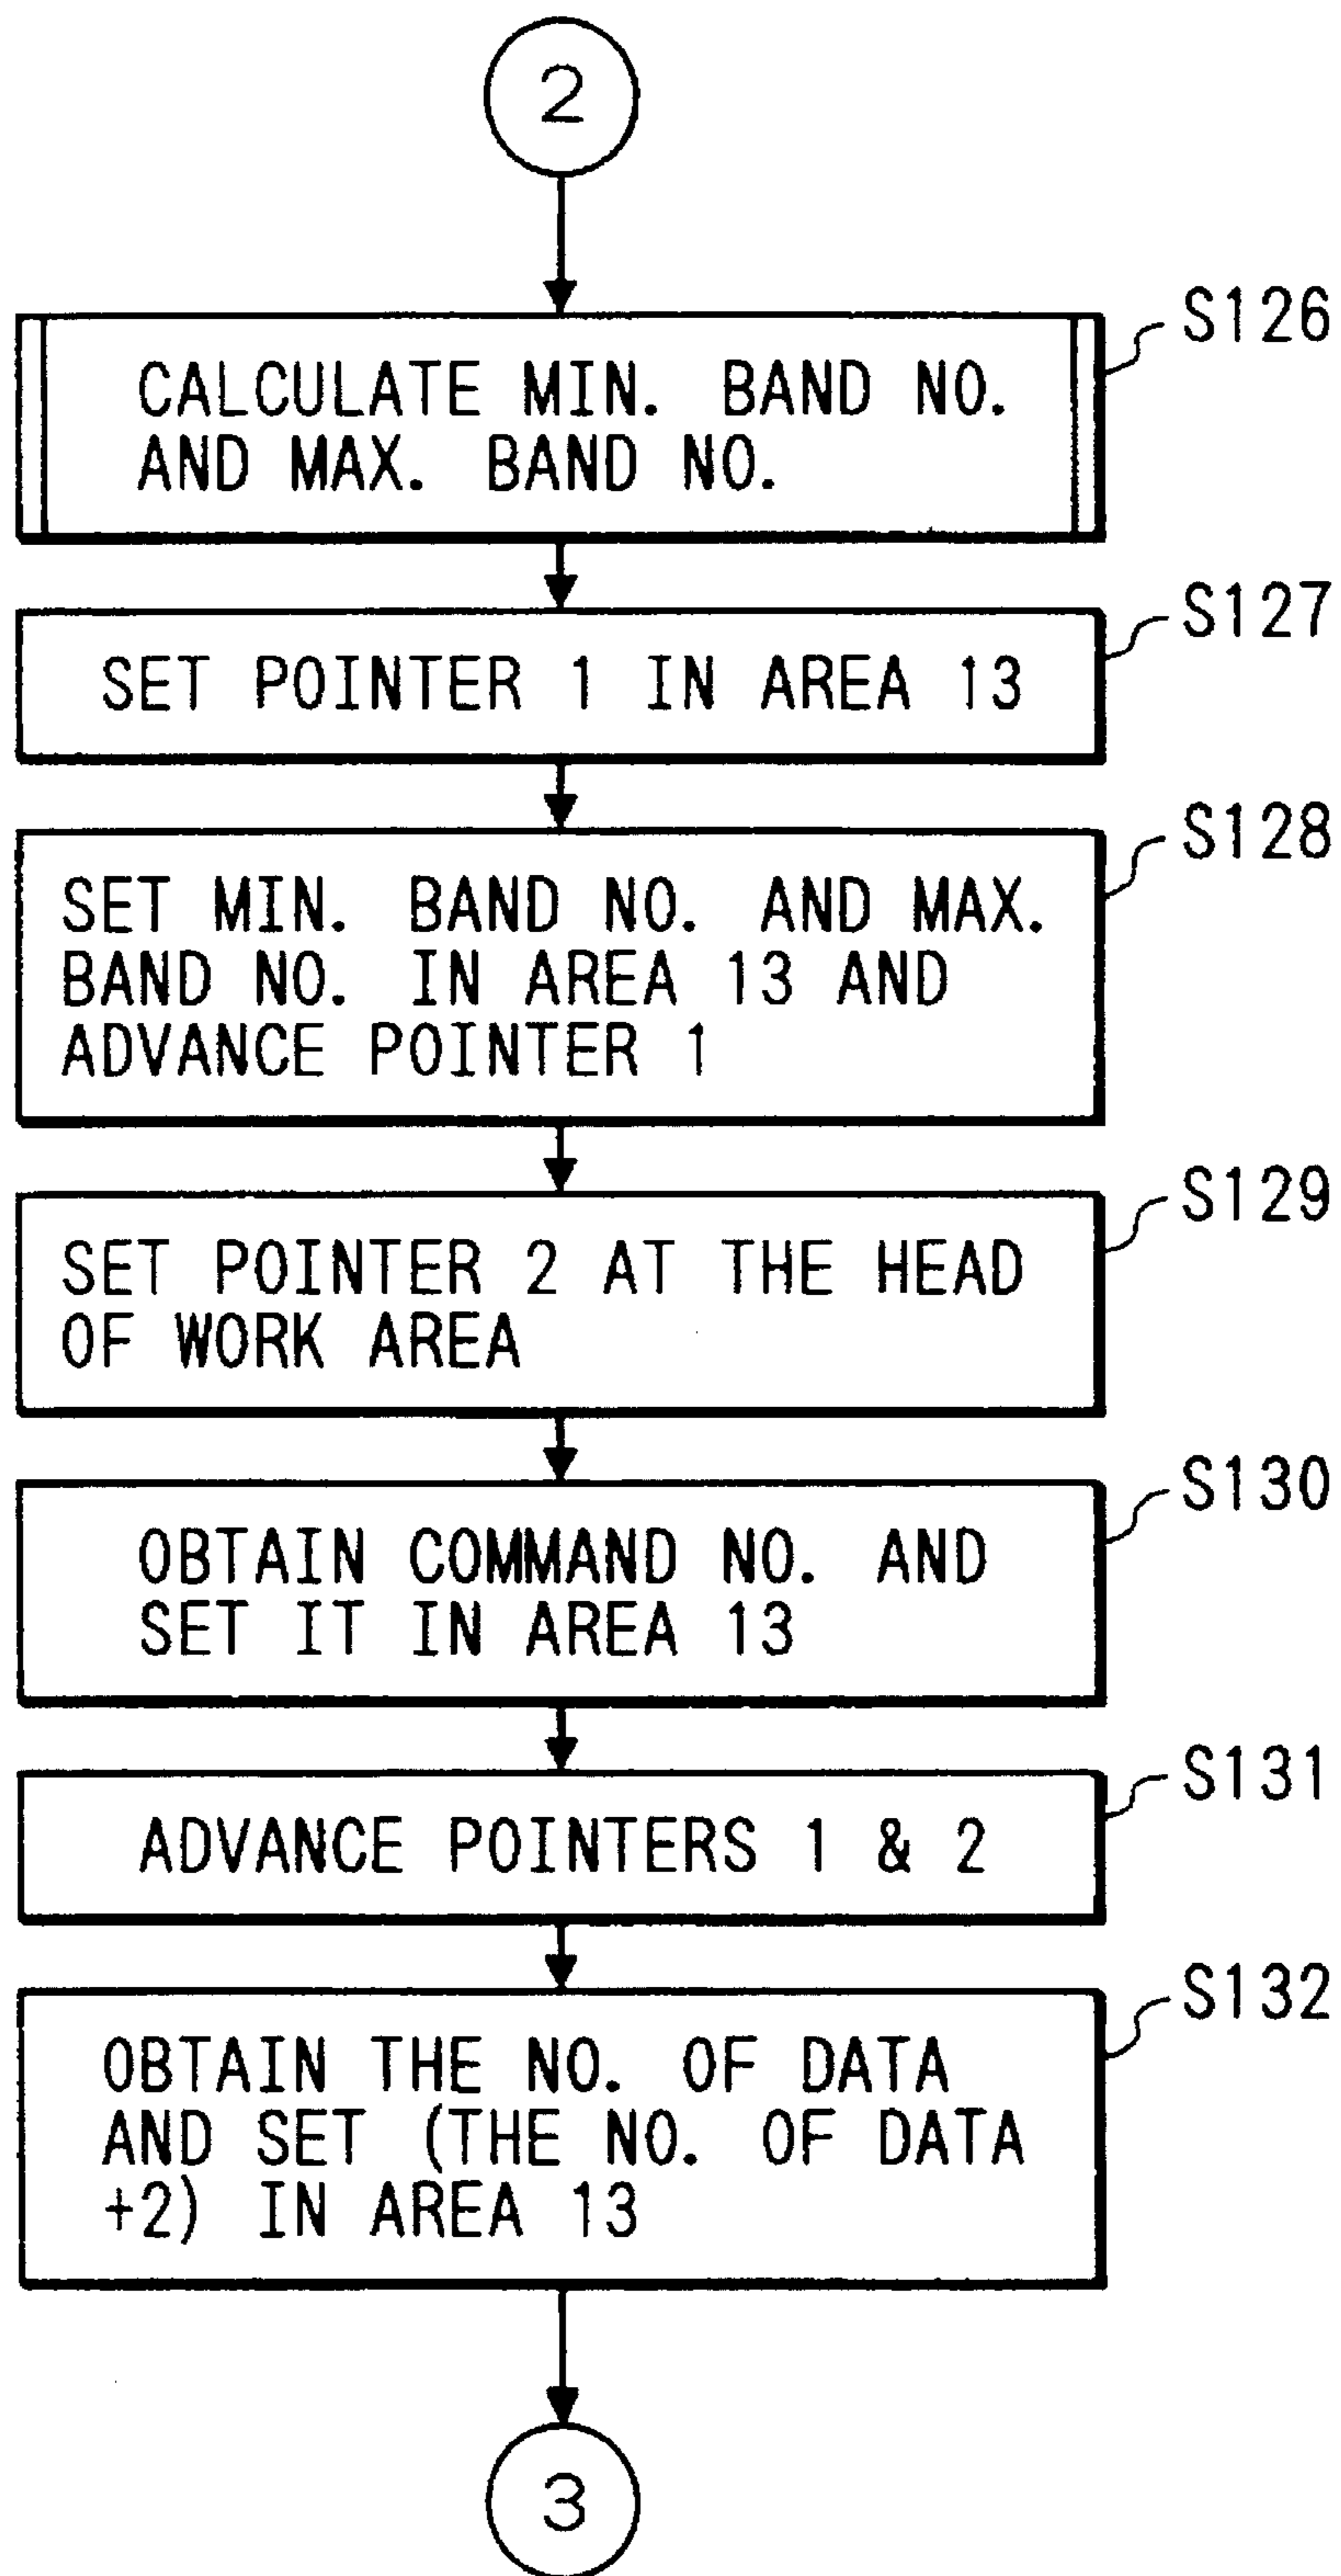 2
S126
CALCULATE MIN. BAND NO.
AND MAX. BAND NO.
S127
SET POINTER 1 IN AREA 13
S128
SET MIN. BAND NO. AND MAX.
BAND NO. IN AREA 13 AND
ADVANCE POINTER 1
S129
SET POINTER 2 AT THE HEAD
OF WORK AREA
S130
OBTAIN COMMAND NO. AND
SET IT IN AREA 13
S131
ADVANCE POINTERS 1 & 2
S132
OBTAIN THE NO. OF DATA
AND SET (THE NO. OF DATA
+2) IN AREA 13
3